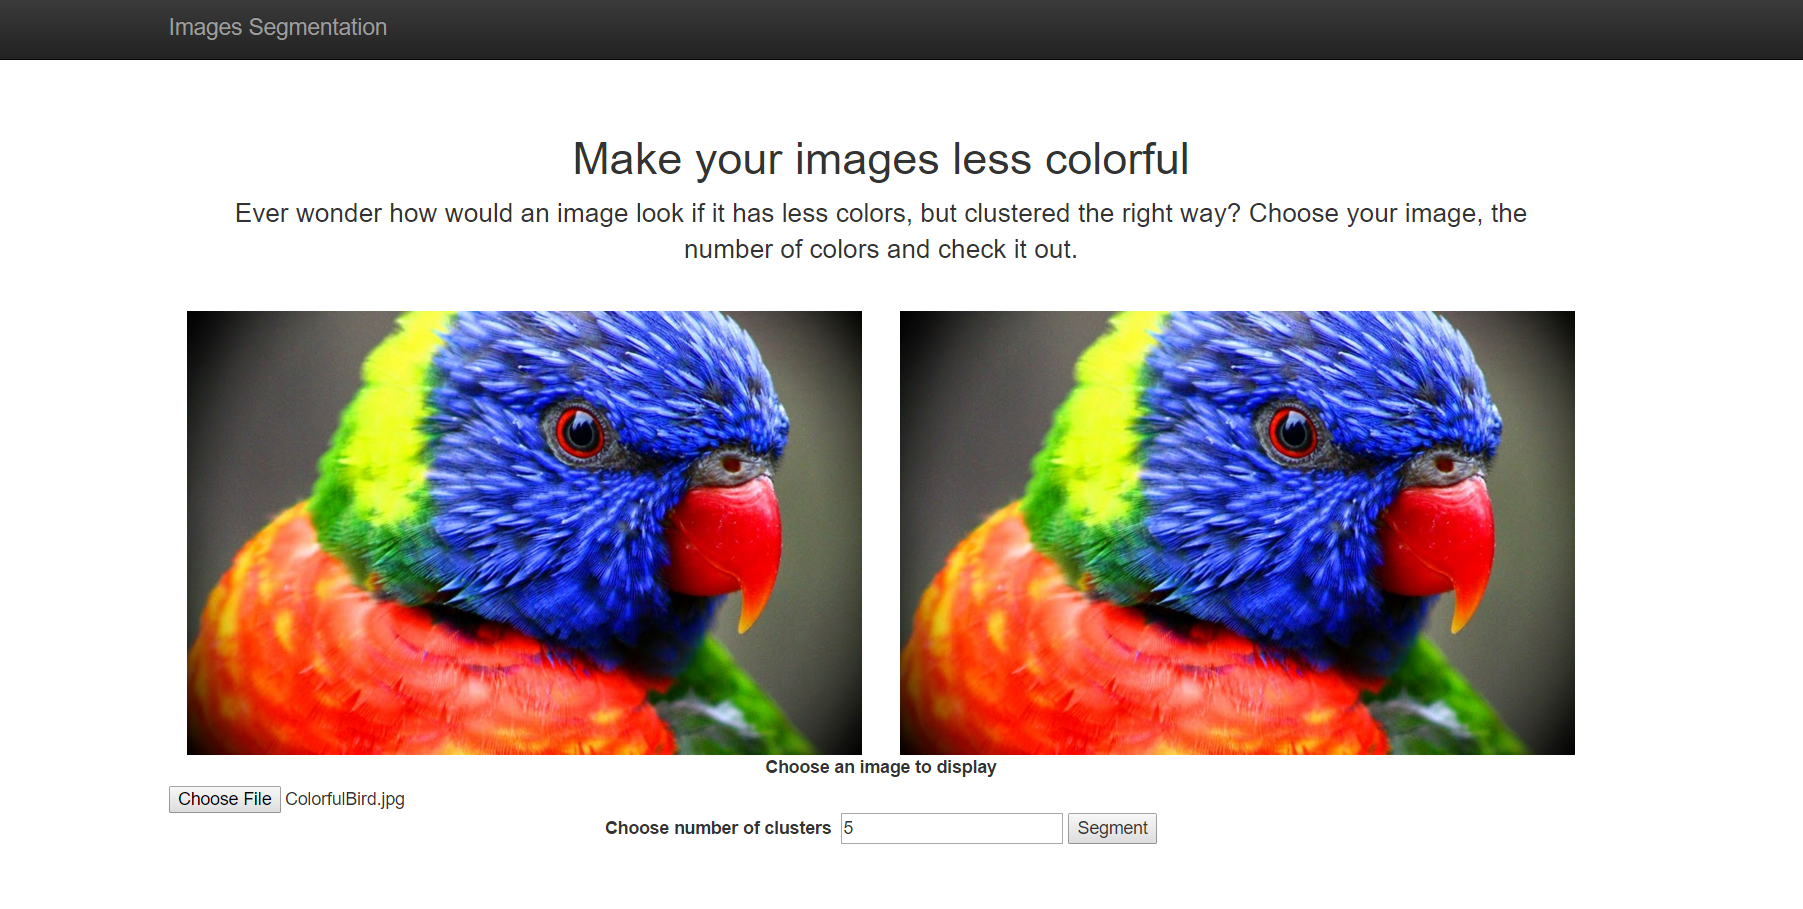 Images Segmentation
Make your images less colorful
Ever wonder how would an image look if it has less colors, but clustered the right way? Choose your image, the
number of colors and check it out.
Choose an image to display
Choose File ColorfulBird.jpg
Choose number of clusters 5 Segment